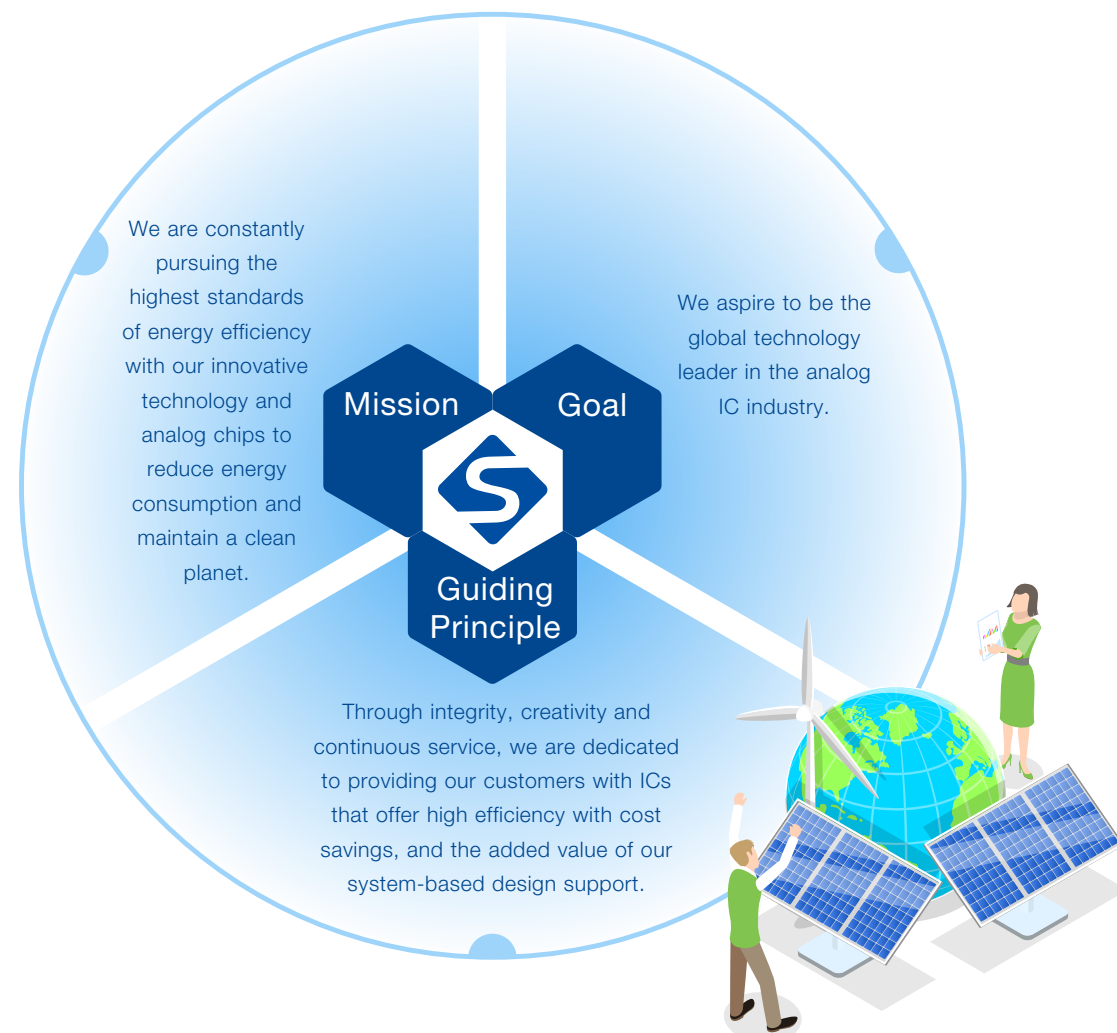 We are constantly
pursuing the
highest standards
of energy efficiency
with our innovative
technology and
analog chips to
reduce energy
consumption and
maintain a clean
planet.
Mission
Goal
We aspire to be the
global technology
leader in the analog
IC industry.
Guiding
Principle
Through integrity, creativity and
continuous service, we are dedicated
to providing our customers with ICs
that offer high efficiency with cost
savings, and the added value of our
system-based design support.